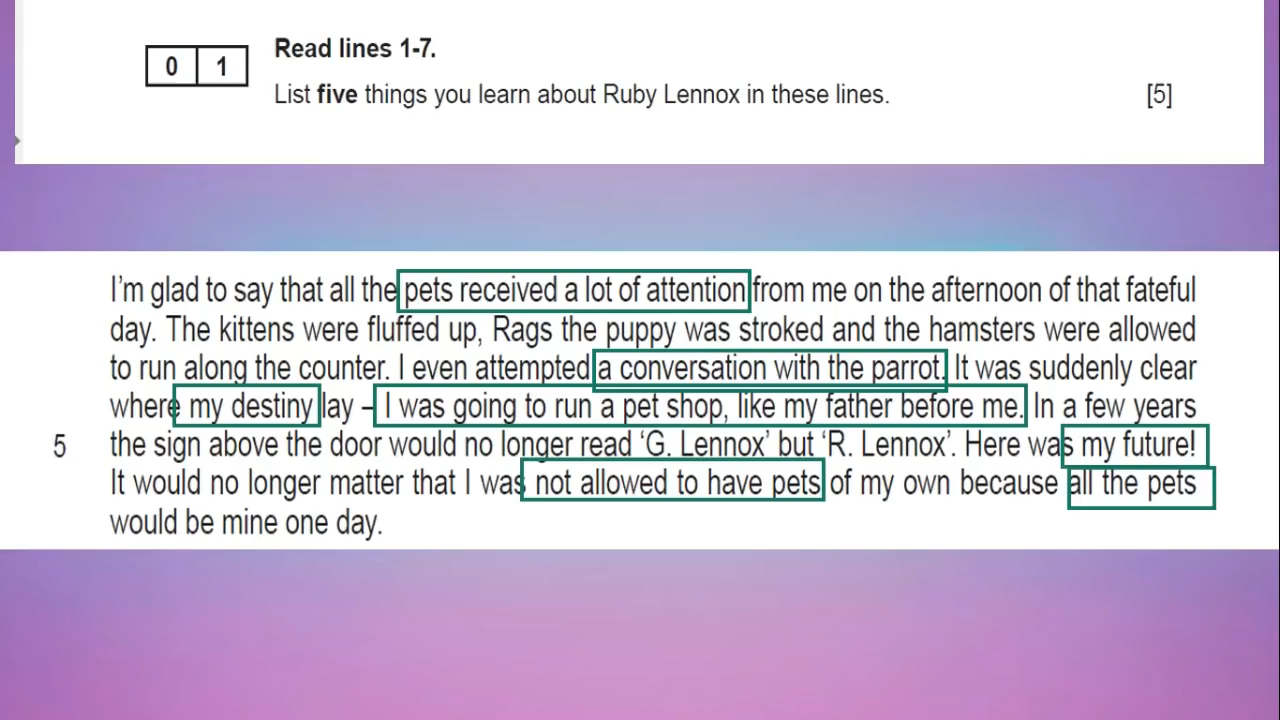 0 1
Read lines 1-7.
List five things you learn about Ruby Lennox in these lines. [5]
I'm glad to say that all the pets received a lot of attention from me on the afternoon of that fateful
day. The kittens were fluffed up, Rags the puppy was stroked and the hamsters were allowed
to run along the counter. I even attempted a conversation with the parrot. It was suddenly clear
where my destiny lay – I was going to run a pet shop, like my father before me. In a few years
5 the sign above the door would no longer read 'G. Lennox' but 'R. Lennox'. Here was my future!
It would no longer matter that I was not allowed to have pets of my own because all the pets
would be mine one day.